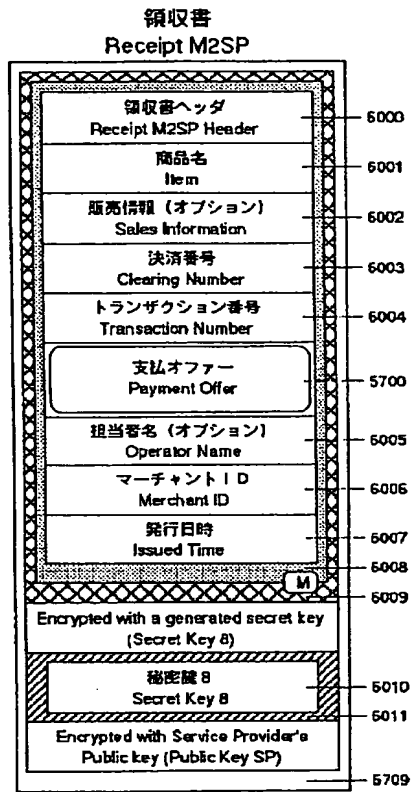 領収書
Receipt M2SP
領収書ヘッダ
Receipt M2SP Header
6000
商品名
Item
6001
販売情報（オプション）
Sales Information
6002
決済番号
Clearing Number
6003
トランザクション番号
Transaction Number
6004
支払オファー
Payment Offer
5700
担当者名（オプション）
Operator Name
6005
マーチャントＩＤ
Merchant ID
6006
発行日時
Issued Time
6007
6008
M
6009
Encrypted with a generated secret key
(Secret Key 8)
秘密鍵 8
Secret Key 8
6010
6011
Encrypted with Service Provider's
Public key (Public Key SP)
5709